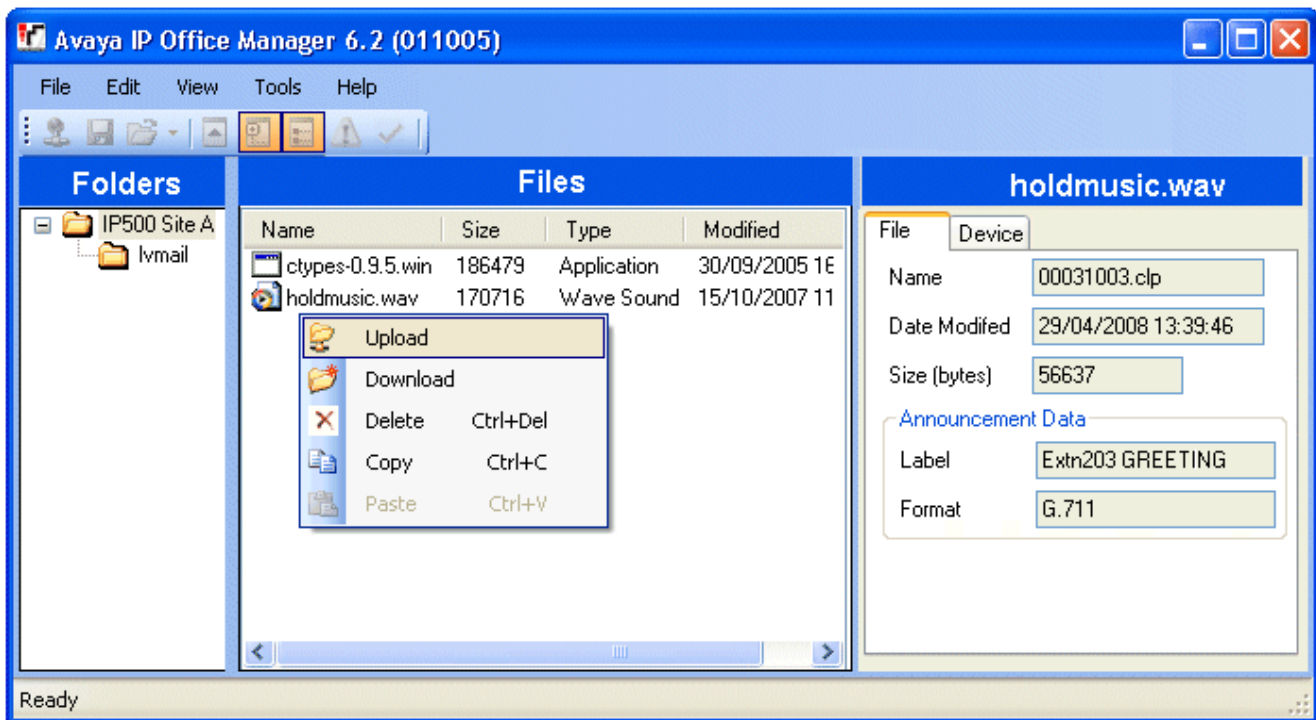 Avaya IP Office Manager 6.2 (011005)
File Edit View Tools Help
Folders
IP500 Site A
lvmail
Files
Name Size Type Modified
ctypes-0.9.5.win 186479 Application 30/09/2005 16
holdmusic.wav 170716 Wave Sound 15/10/2007 11
Upload
Download
Delete Ctrl+Del
Copy Ctrl+C
Paste Ctrl+V
holdmusic.wav
File Device
Name 00031003.clp
Date Modifed 29/04/2008 13:39:46
Size (bytes) 56637
Announcement Data
Label Extn203 GREETING
Format G.711
Ready